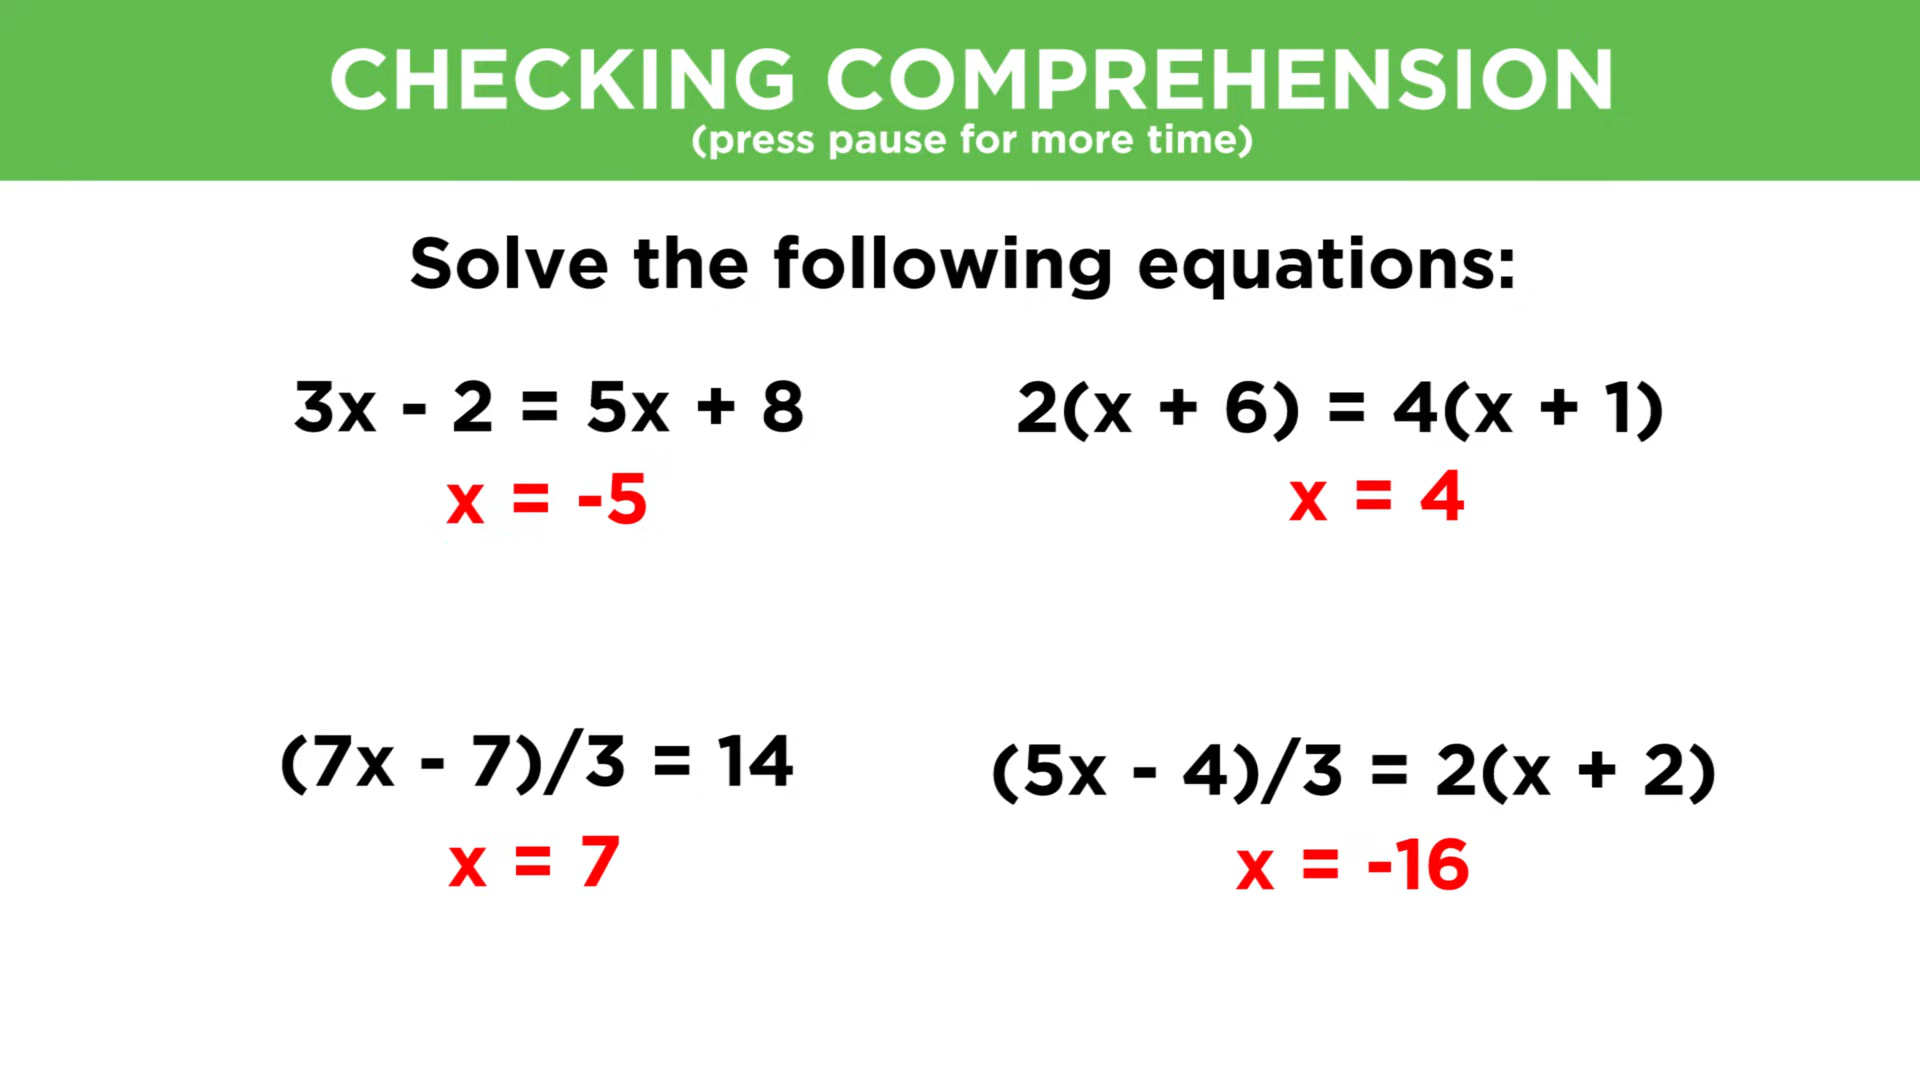 CHECKING COMPREHENSION
(press pause for more time)
Solve the following equations:
3x - 2 = 5x + 8
x = -5
2(x + 6) = 4(x + 1)
x = 4
(7x - 7)/3 = 14
x = 7
(5x - 4)/3 = 2(x + 2)
x = -16